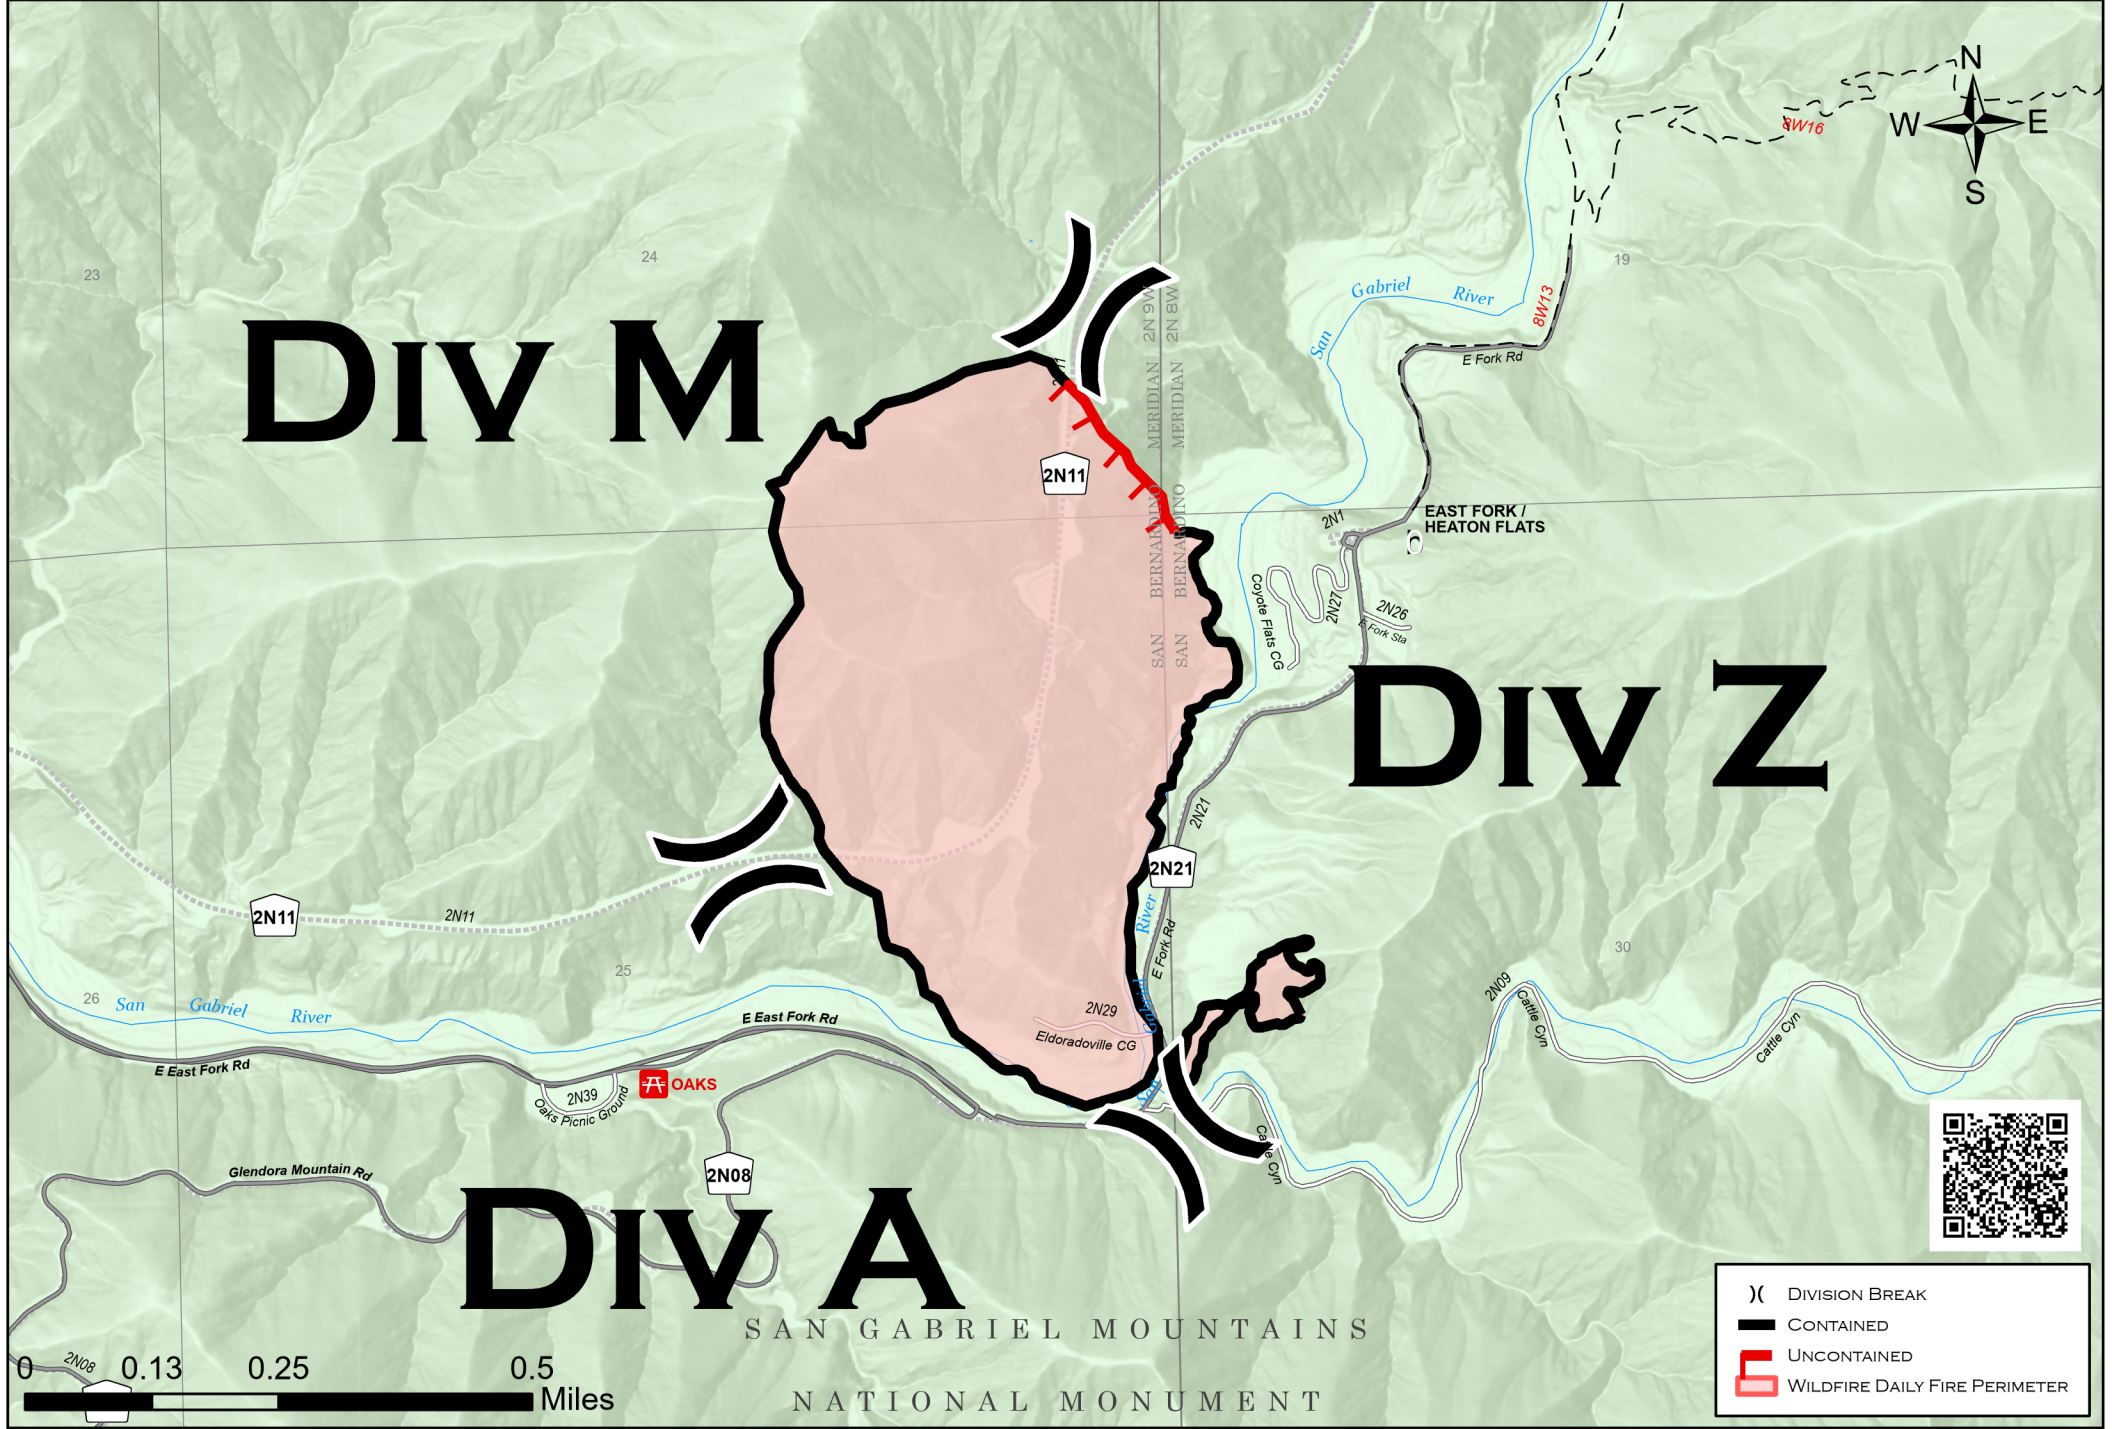 N
W
E
S
8W16
23
24
19
Gabriel
River
San
8W13
E Fork Rd
DIV M
2N 9W
2N 8W
MERIDIAN
MERIDIAN
2N11
BERNARDINO
BERNARDINO
SAN
SAN
EAST FORK /
HEATON FLATS
2N1
Coyote Flats CG
2N27
2N26
E Fork Sta
DIV Z
2N21
2N21
River
E Fork Rd
Gabriel
San
2N11
2N11
25
26
30
San
Gabriel
River
E East Fork Rd
E East Fork Rd
2N29
Eldoradoville CG
2N09
Cattle Cyn
Cattle Cyn
Cattle Cyn
OAKS
2N39
Oaks Picnic Ground
2N08
Glendora Mountain Rd
DIV A
SAN GABRIEL MOUNTAINS
NATIONAL MONUMENT
2N08
0 0.13 0.25 0.5
Miles
DIVISION BREAK
CONTAINED
UNCONTAINED
WILDFIRE DAILY FIRE PERIMETER